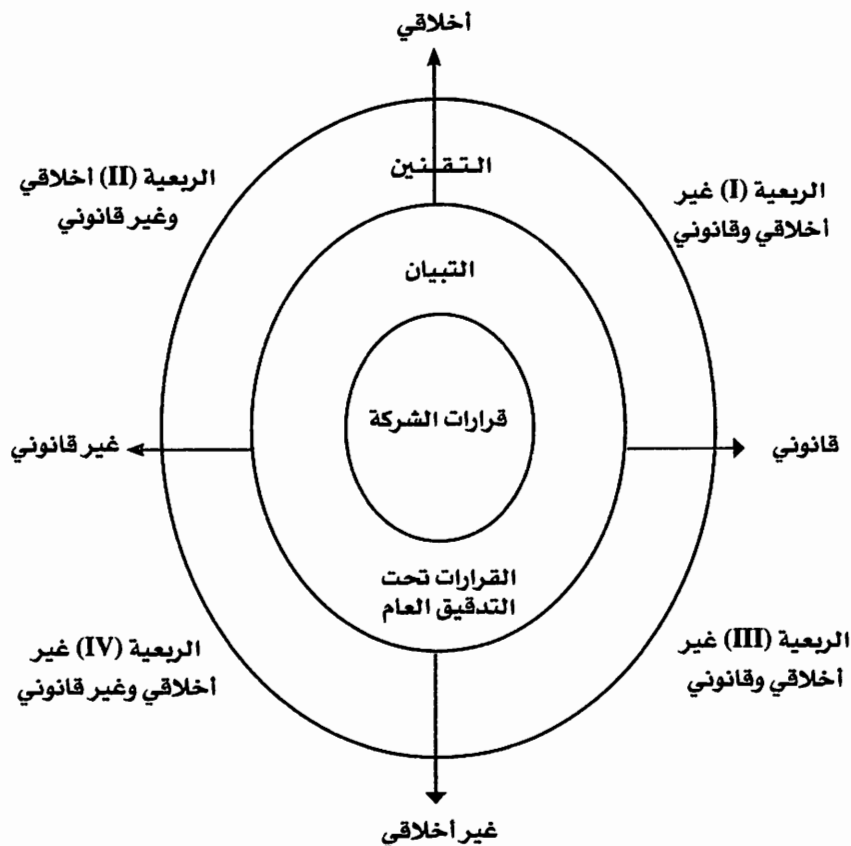 أخلاقي
التقنين
الربعية (I) غير
أخلاقي وقانوني
الربعية (II) أخلاقي
وغير قانوني
التبيان
قرارات الشركة
قانوني
غير قانوني
القرارات تحت
التدقيق العام
الربعية (III) غير
أخلاقي وقانوني
الربعية (IV) غير
أخلاقي وغير قانوني
غير أخلاقي